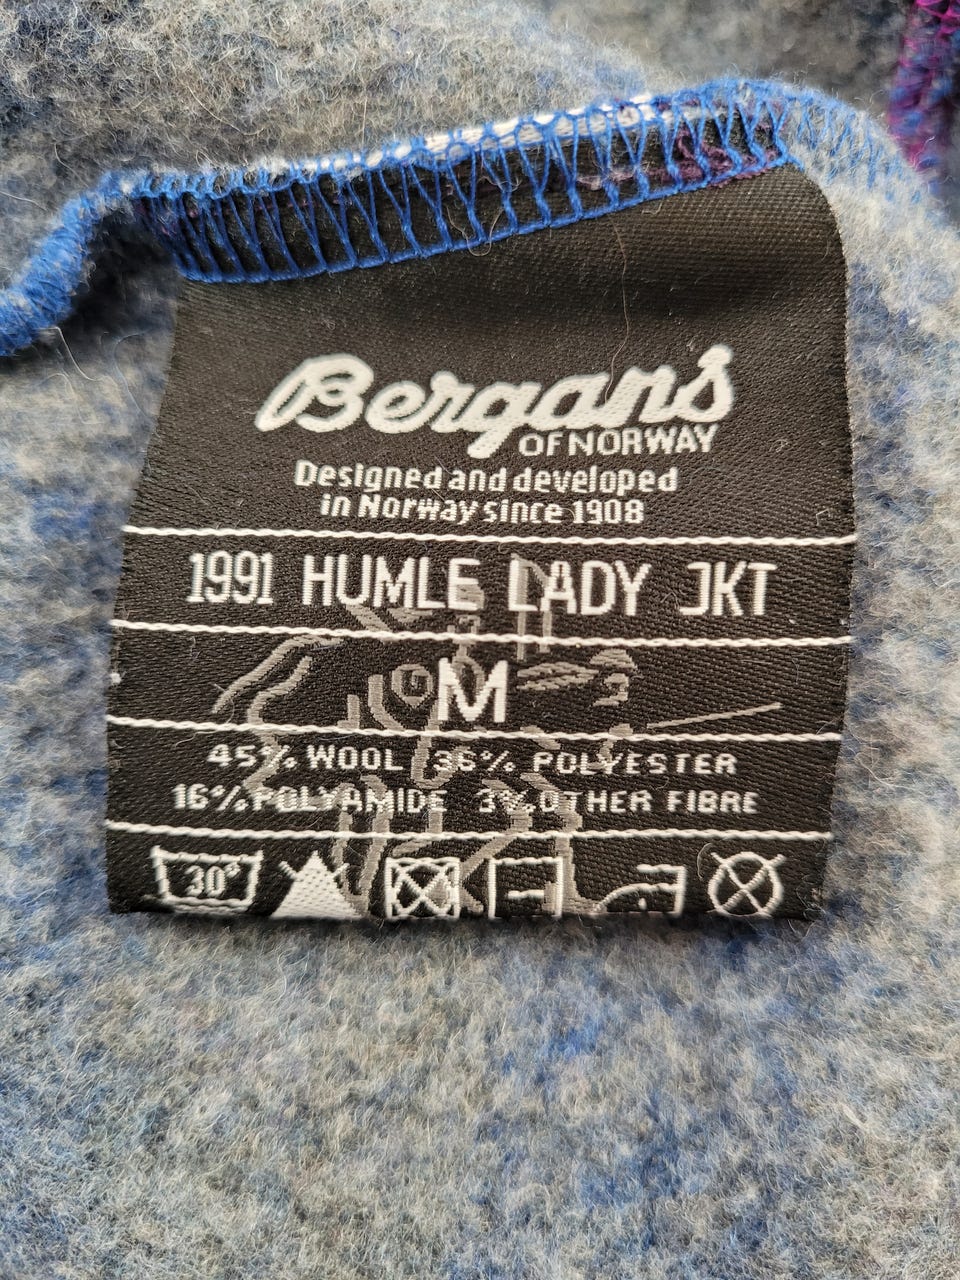 Bergans
OF NORWAY
Designed and developed
in Norway since 1908
1991 HUMLE LADY JKT
M
45% WOOL 36% POLYESTER
16% POLYAMIDE 3% OTHER FIBRE
30°